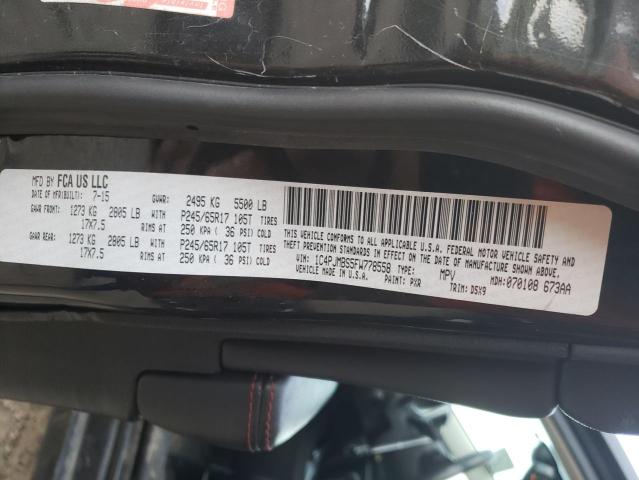 MFD BY FCA US LLC
DATE OF MFR(BUILT): 7-15 GVWR: 2495 KG 5500 LB
GAWR FRONT: 1273 KG 2805 LB WITH P245/65R17 105T TIRES
17X7.5 RIMS AT 250 KPA ( 36 PSI) COLD
GAWR REAR: 1273 KG 2805 LB WITH P245/65R17 105T TIRES
17X7.5 RIMS AT 250 KPA ( 36 PSI) COLD
THIS VEHICLE CONFORMS TO ALL APPLICABLE U.S.A. FEDERAL MOTOR VEHICLE SAFETY AND
THEFT PREVENTION STANDARDS IN EFFECT ON THE DATE OF MANUFACTURE SHOWN ABOVE.
VIN: 1C4PJMBS5FW778558 TYPE: MPV MDH: 070108 673AA
PAINT: PXR TRIM: DSX9